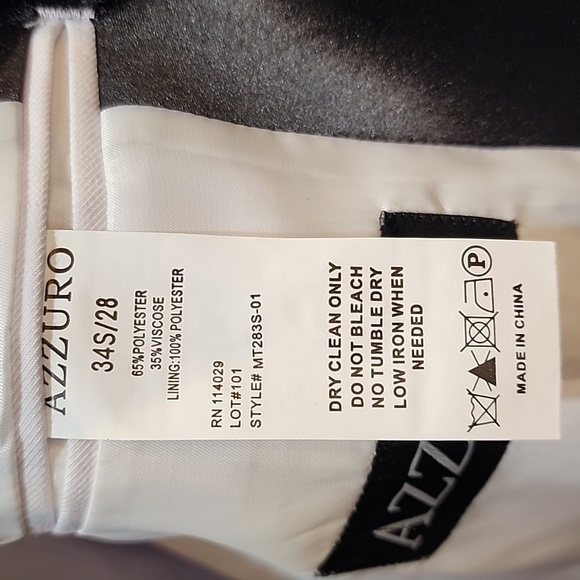 AZZURO
34S/28
65%POLYESTER
35%VISCOSE
LINING:100% POLYESTER
RN 114029
LOT#101
STYLE# MT283S-01
DRY CLEAN ONLY
DO NOT BLEACH
NO TUMBLE DRY
LOW IRON WHEN
NEEDED
P
MADE IN CHINA
AZZ